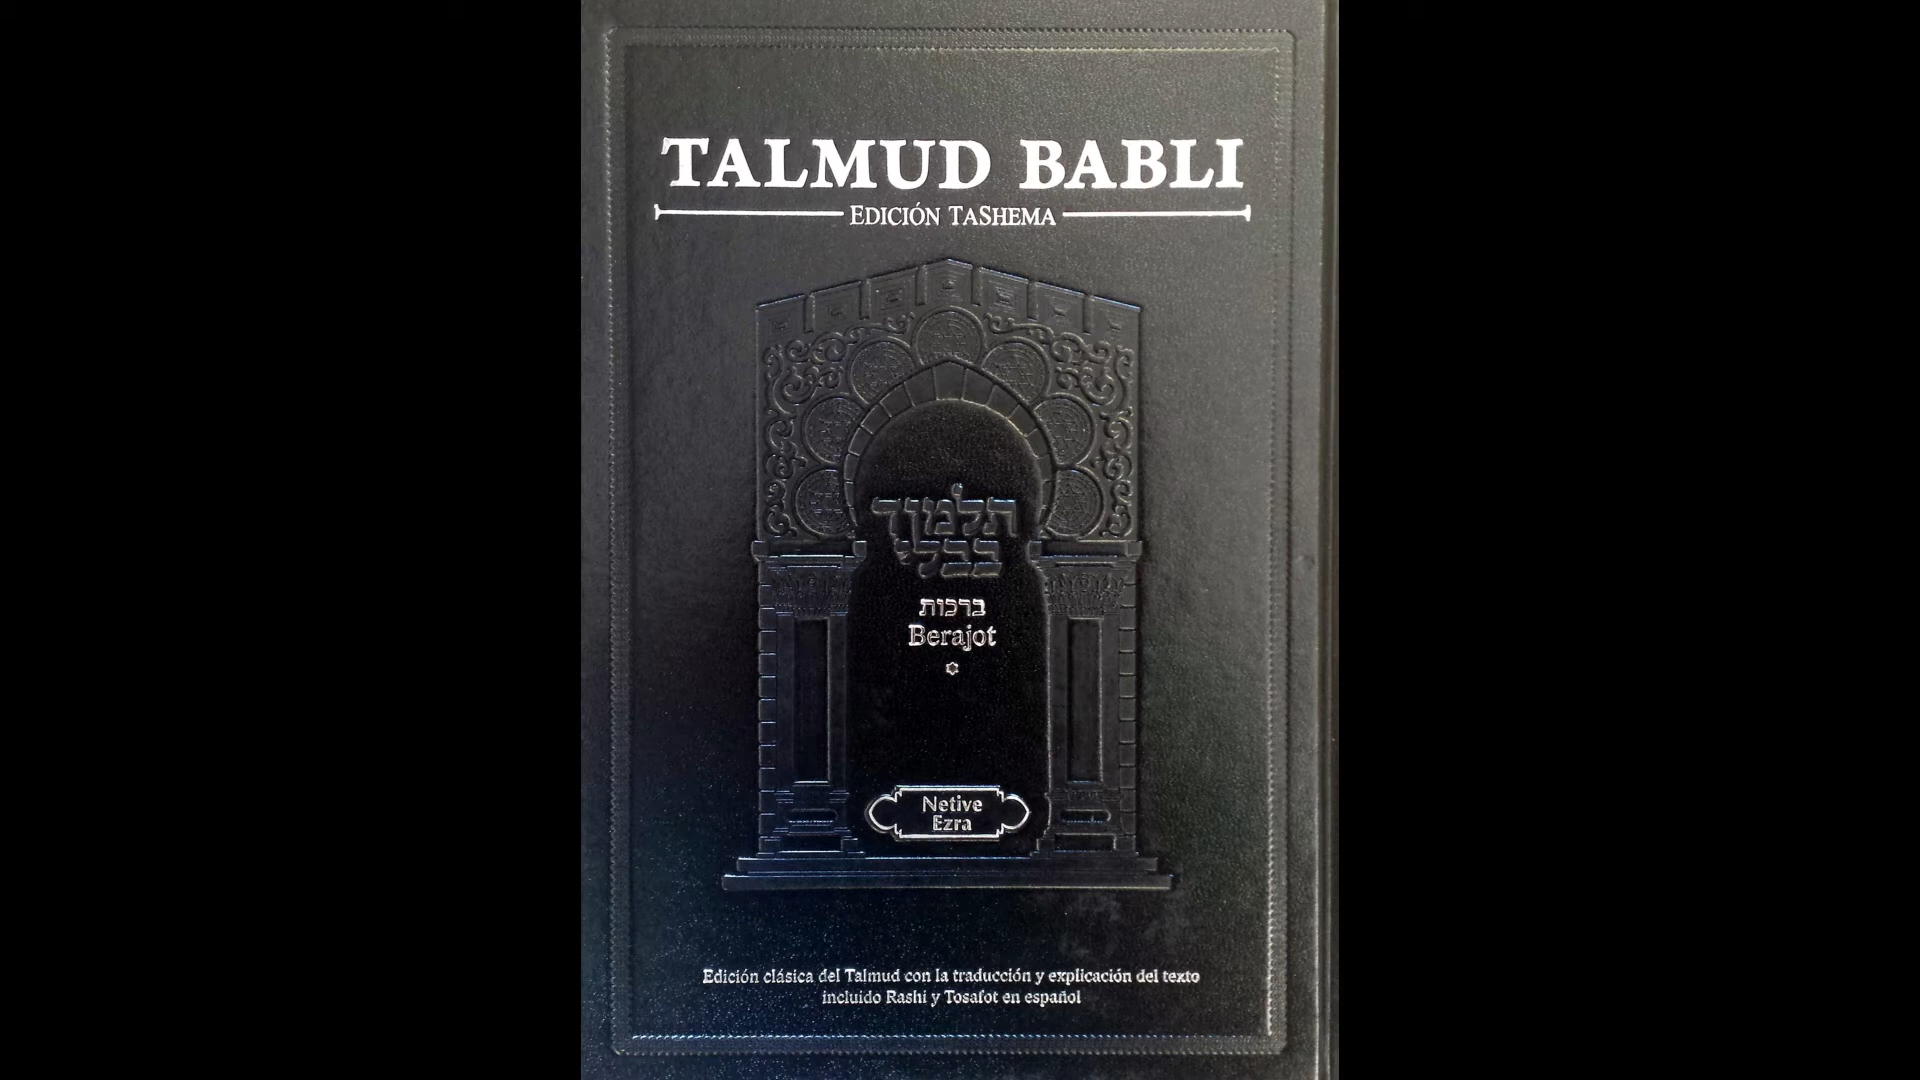 TALMUD BABLI
EDICIÓN TASHEMA
תלמוד
בבלי
ברכות
Berajot
Netive
Ezra
Edición clásica del Talmud con la traducción y explicación del texto
incluido Rashi y Tosafot en español